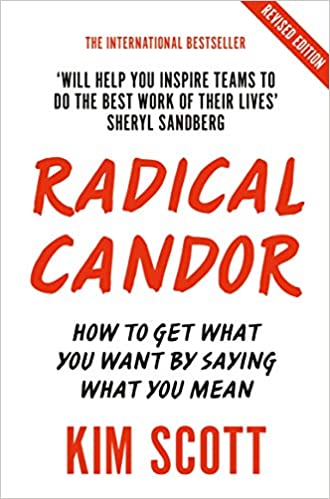 REVISED EDITION
THE INTERNATIONAL BESTSELLER
'WILL HELP YOU INSPIRE TEAMS TO
DO THE BEST WORK OF THEIR LIVES'
SHERYL SANDBERG
RADICAL
CANDOR
HOW TO GET WHAT
YOU WANT BY SAYING
WHAT YOU MEAN
KIM SCOTT